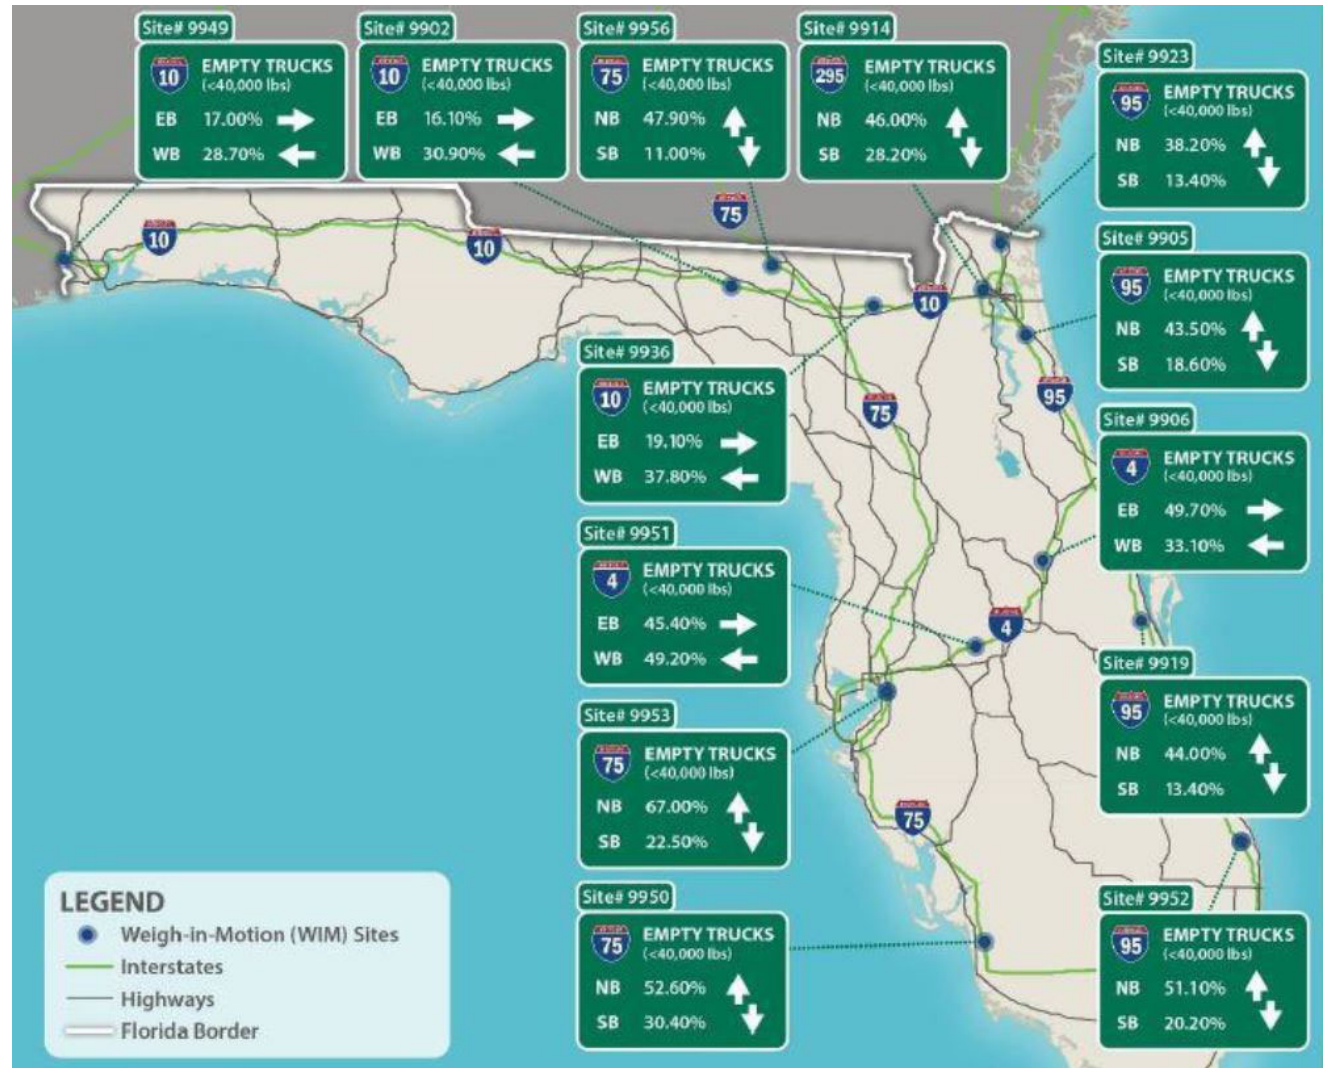 Site# 9949
10
EMPTY TRUCKS
(<40,000 lbs)
EB 17.00%
WB 28.70%
Site# 9902
10
EMPTY TRUCKS
(<40,000 lbs)
EB 16.10%
WB 30.90%
Site# 9956
75
EMPTY TRUCKS
(<40,000 lbs)
NB 47.90%
SB 11.00%
Site# 9914
295
EMPTY TRUCKS
(<40,000 lbs)
NB 46.00%
SB 28.20%
Site# 9923
95
EMPTY TRUCKS
(<40,000 lbs)
NB 38.20%
SB 13.40%
75
10
10
10
Site# 9905
95
EMPTY TRUCKS
(<40,000 lbs)
NB 43.50%
SB 18.60%
Site# 9936
10
EMPTY TRUCKS
(<40,000 lbs)
EB 19.10%
WB 37.80%
75
95
Site# 9906
4
EMPTY TRUCKS
(<40,000 lbs)
EB 49.70%
WB 33.10%
Site# 9951
4
EMPTY TRUCKS
(<40,000 lbs)
EB 45.40%
WB 49.20%
4
Site# 9919
95
EMPTY TRUCKS
(<40,000 lbs)
NB 44.00%
SB 13.40%
Site# 9953
75
EMPTY TRUCKS
(<40,000 lbs)
NB 67.00%
SB 22.50%
75
Site# 9950
75
EMPTY TRUCKS
(<40,000 lbs)
NB 52.60%
SB 30.40%
Site# 9952
95
EMPTY TRUCKS
(<40,000 lbs)
NB 51.10%
SB 20.20%
LEGEND
Weigh-in-Motion (WIM) Sites
Interstates
Highways
Florida Border